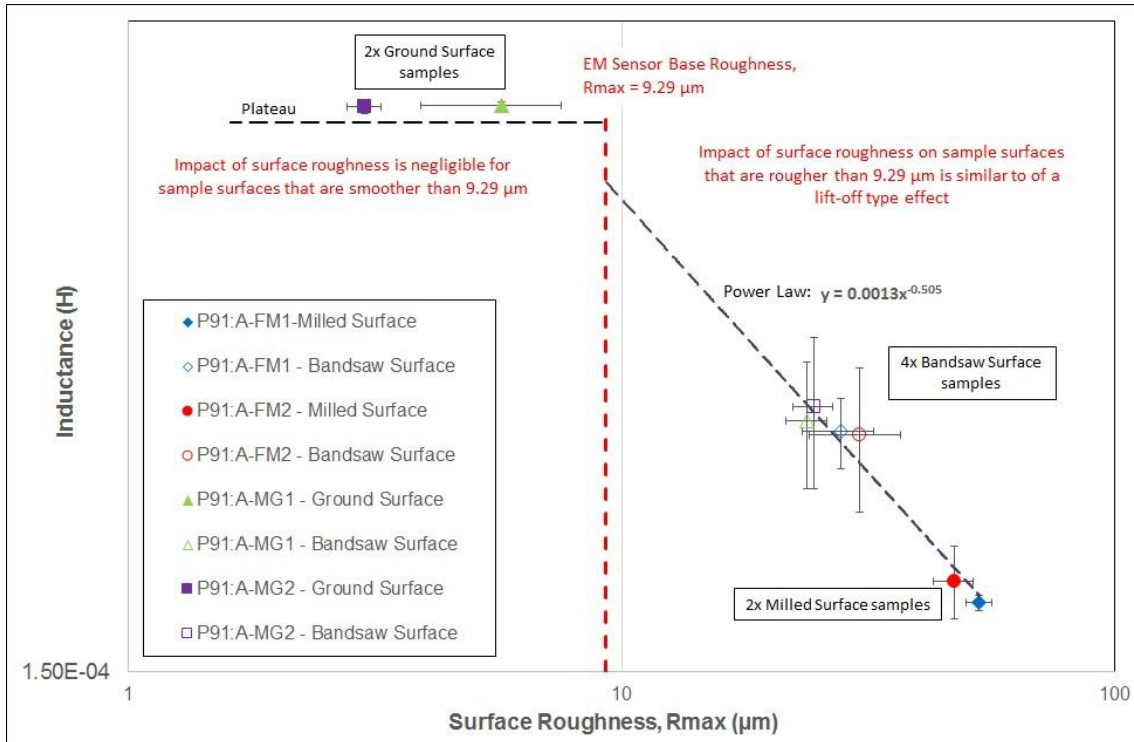 2x Ground Surface
samples
EM Sensor Base Roughness,
Rmax = 9.29 µm
Plateau
Impact of surface roughness is negligible for
sample surfaces that are smoother than 9.29 µm
Impact of surface roughness on sample surfaces
that are rougher than 9.29 µm is similar to of a
lift-off type effect
Power Law: y = 0.0013x^-0.505
Inductance (H)
P91:A-FM1-Milled Surface
P91:A-FM1 - Bandsaw Surface
P91:A-FM2 - Milled Surface
P91:A-FM2 - Bandsaw Surface
P91:A-MG1 - Ground Surface
P91:A-MG1 - Bandsaw Surface
P91:A-MG2 - Ground Surface
P91:A-MG2 - Bandsaw Surface
4x Bandsaw Surface
samples
2x Milled Surface samples
1.50E-04
1
10
100
Surface Roughness, Rmax (µm)